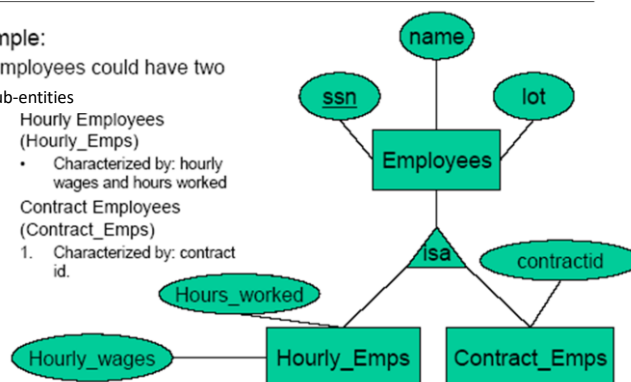 mple:
mployees could have two
ub-entities
Hourly Employees
(Hourly_Emps)
• Characterized by: hourly
wages and hours worked
Contract Employees
(Contract_Emps)
1. Characterized by: contract
id.
name
ssn
lot
Employees
isa
contractid
Hours_worked
Hourly_wages
Hourly_Emps
Contract_Emps